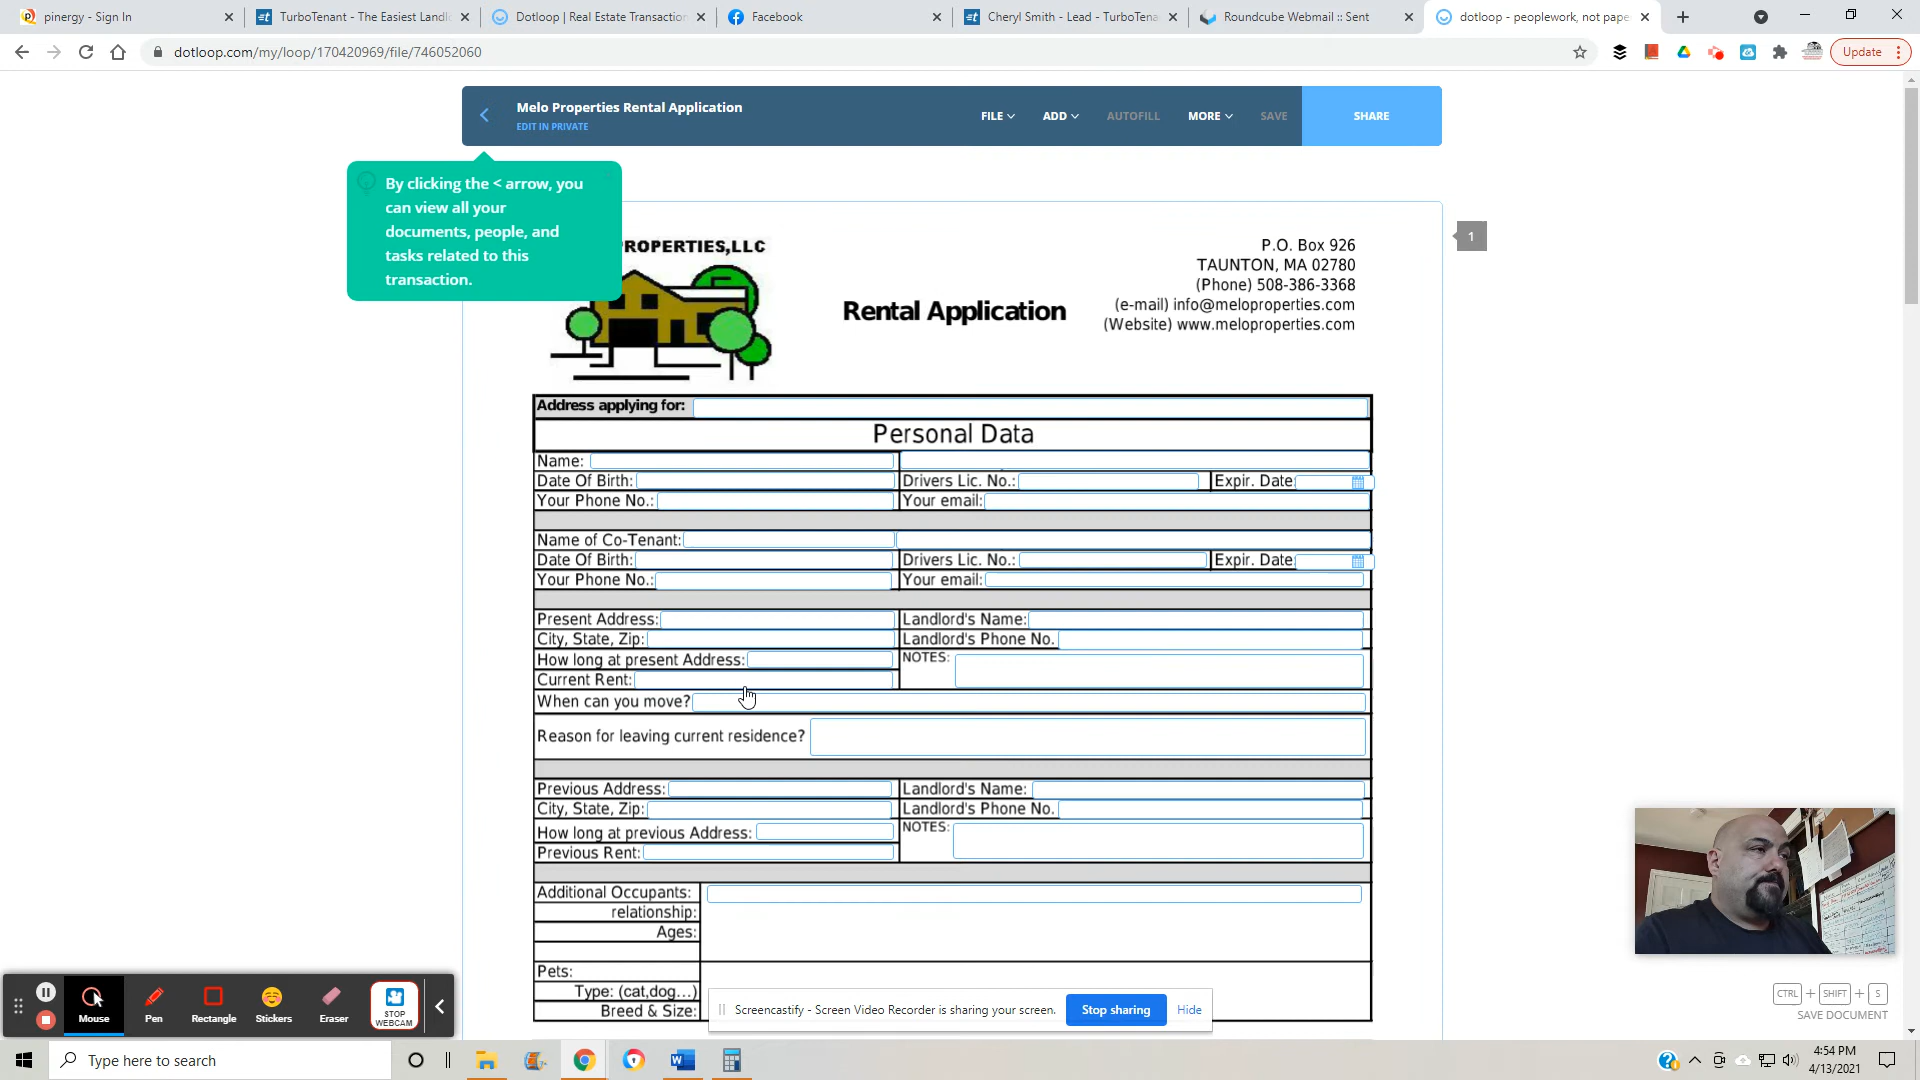 pinergy - Sign In
TurboTenant - The Easiest Landl
Dotloop | Real Estate Transaction
Facebook
Cheryl Smith - Lead - TurboTena
Roundcube Webmail :: Sent
dotloop - peoplework, not pape
dotloop.com/my/loop/170420969/file/746052060
Update
Melo Properties Rental Application
EDIT IN PRIVATE
FILE
ADD
AUTOFILL
MORE
SAVE
SHARE
By clicking the < arrow, you
can view all your
documents, people, and
tasks related to this
transaction.
1
ROPERTIES,LLC
Rental Application
P.O. Box 926
TAUNTON, MA 02780
(Phone) 508-386-3368
(e-mail) info@meloproperties.com
(Website) www.meloproperties.com
Address applying for:
Personal Data
Name:
Date Of Birth: Drivers Lic. No.: Expir. Date:
Your Phone No.: Your email:
Name of Co-Tenant:
Date Of Birth: Drivers Lic. No.: Expir. Date:
Your Phone No.: Your email:
Present Address: Landlord's Name:
City, State, Zip: Landlord's Phone No.
How long at present Address: NOTES:
Current Rent:
When can you move?
Reason for leaving current residence?
Previous Address: Landlord's Name:
City, State, Zip: Landlord's Phone No.
How long at previous Address: NOTES:
Previous Rent:
Additional Occupants:
relationship:
Ages:
Pets:
Type: (cat,dog...)
Breed & Size:
Mouse
Pen
Rectangle
Stickers
Eraser
STOP
WEBCAM
Screencastify - Screen Video Recorder is sharing your screen.
Stop sharing
Hide
CTRL + SHIFT + S
SAVE DOCUMENT
Type here to search
4:54 PM
4/13/2021